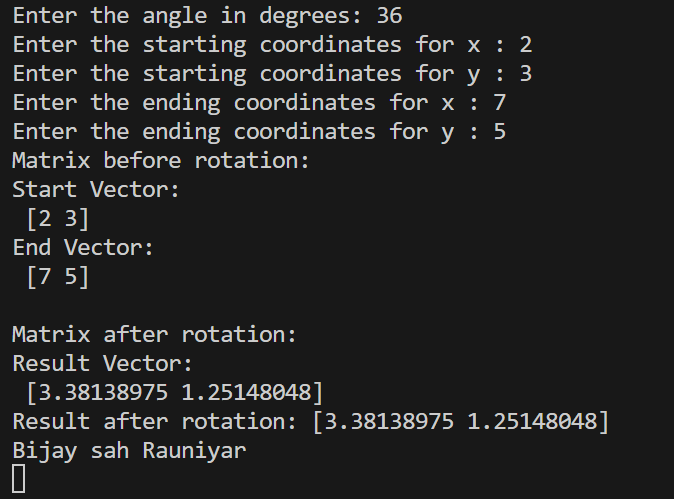 Enter the angle in degrees: 36
Enter the starting coordinates for x : 2
Enter the starting coordinates for y : 3
Enter the ending coordinates for x : 7
Enter the ending coordinates for y : 5
Matrix before rotation:
Start Vector:
 [2 3]
End Vector:
 [7 5]

Matrix after rotation:
Result Vector:
 [3.38138975 1.25148048]
Result after rotation: [3.38138975 1.25148048]
Bijay sah Rauniyar